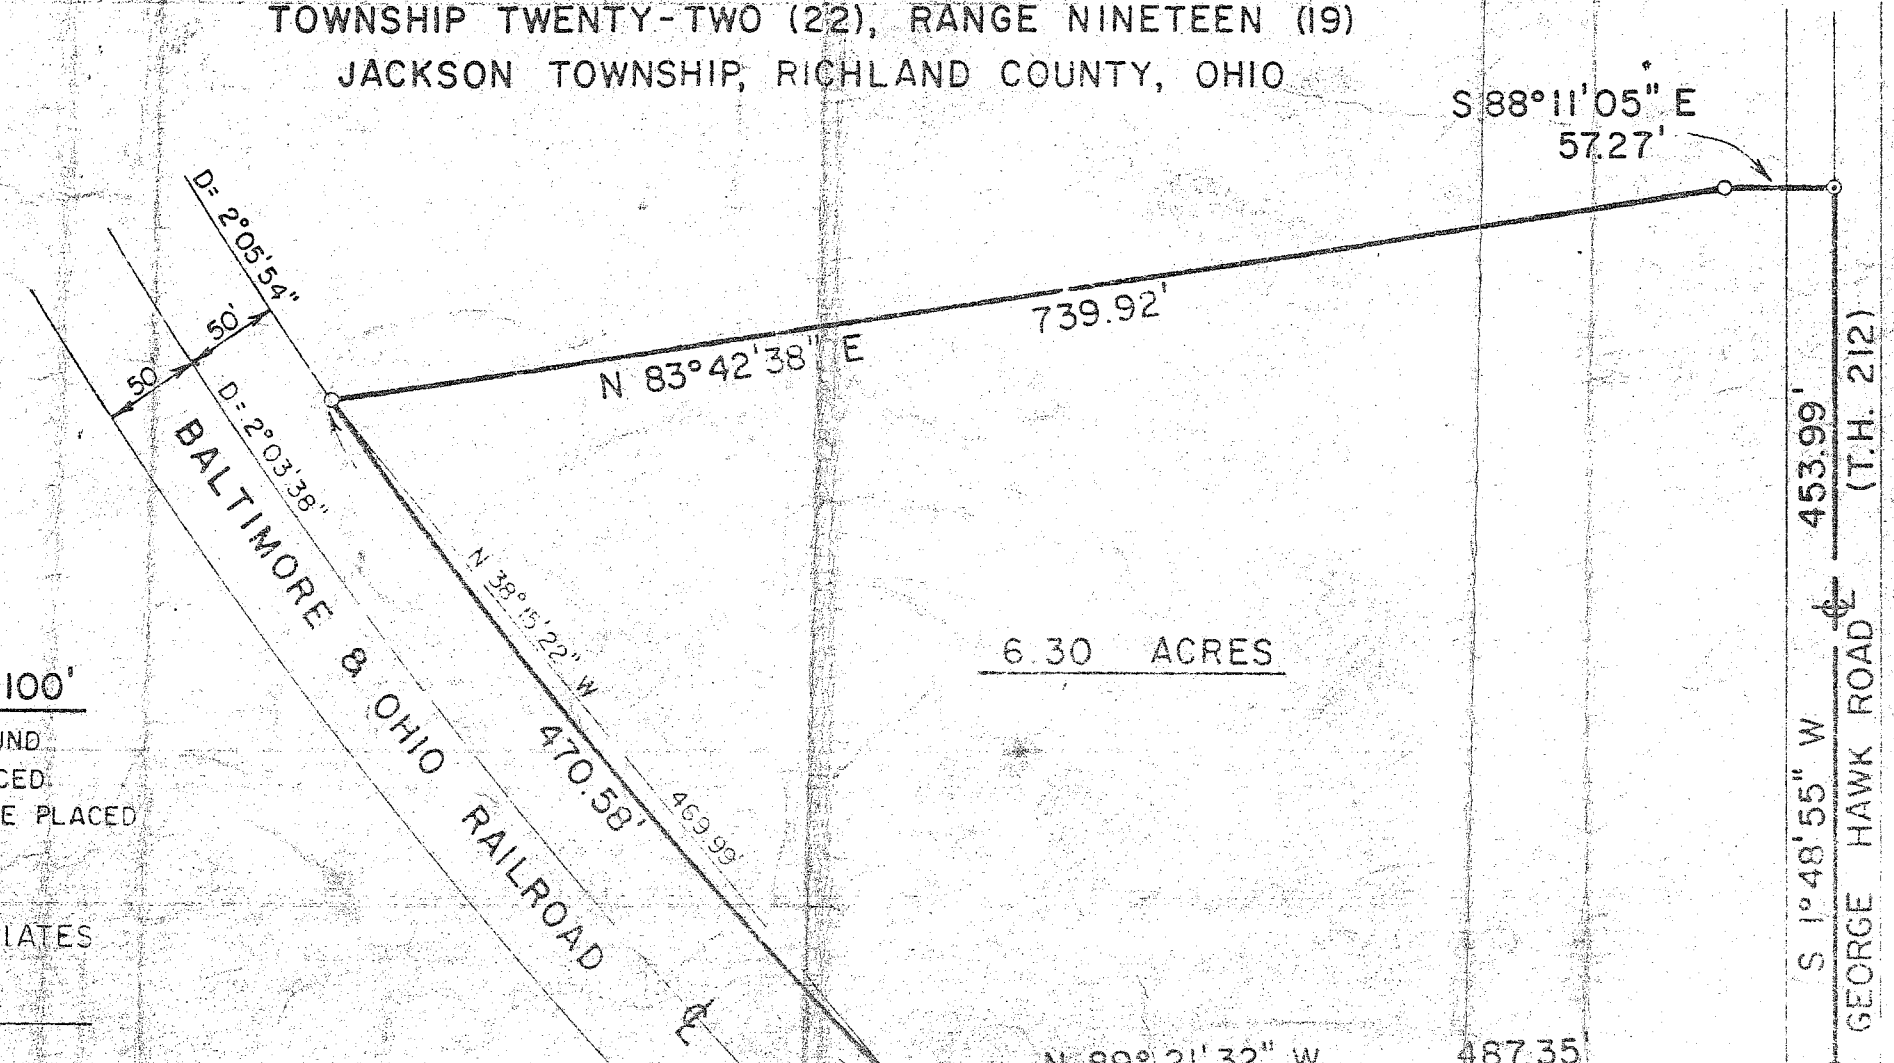 TOWNSHIP TWENTY-TWO (22), RANGE NINETEEN (19)
JACKSON TOWNSHIP, RICHLAND COUNTY, OHIO
S 88°11'05" E
57.27'
D= 2°05'54"
50'
50'
D= 2°03'38"
739.92'
N 83°42'38" E
BALTIMORE & OHIO RAILROAD
N 38°15'22" W
470.58'
469.99'
6.30 ACRES
453.99'
(T.H. 212)
S 1°48'55" W
GEORGE HAWK ROAD
100'
UND
CED
E PLACED
IATES
N 89°21'32" W
487.35'